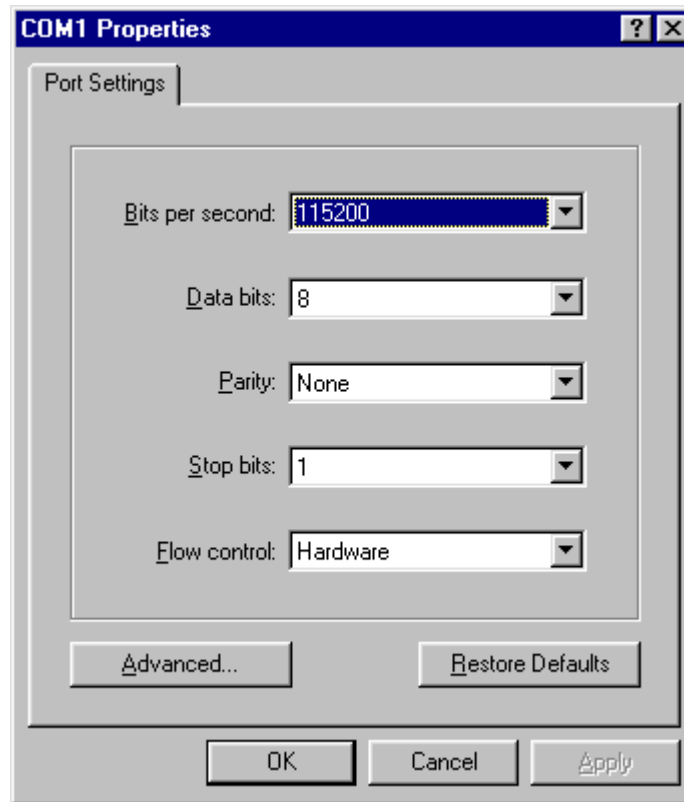 COM1 Properties
Port Settings
Bits per second: 115200
Data bits: 8
Parity: None
Stop bits: 1
Flow control: Hardware
Advanced... Restore Defaults
OK Cancel Apply